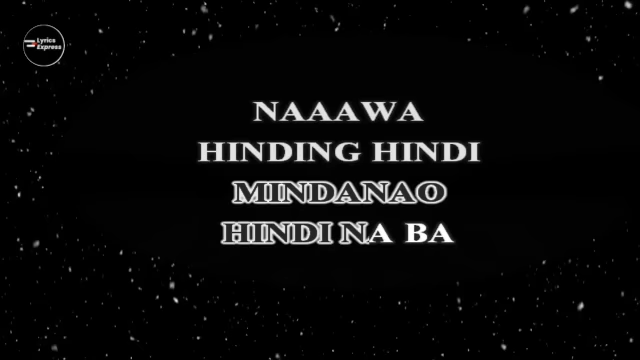 Lyrics
Express
NAAAWA
HINDING HINDI
MINDANAO
HINDI NA BA